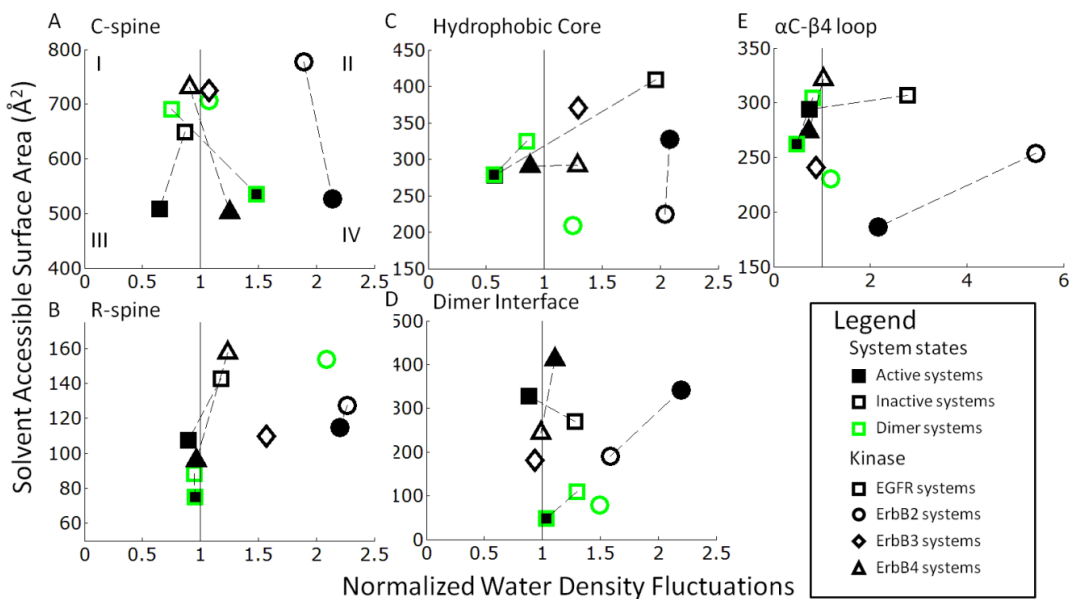 A
C-spine
I
II
III
IV
800
700
600
500
400
0
0.5
1
1.5
2
2.5
C
Hydrophobic Core
450
400
350
300
250
200
150
0
0.5
1
1.5
2
2.5
E
αC-β4 loop
350
300
250
200
150
0
2
4
6
B
R-spine
160
140
120
100
80
60
0
0.5
1
1.5
2
2.5
D
Dimer Interface
500
400
300
200
100
0
0
0.5
1
1.5
2
2.5
Solvent Accessible Surface Area (Å²)
Normalized Water Density Fluctuations
Legend
System states
Active systems
Inactive systems
Dimer systems
Kinase
EGFR systems
ErbB2 systems
ErbB3 systems
ErbB4 systems